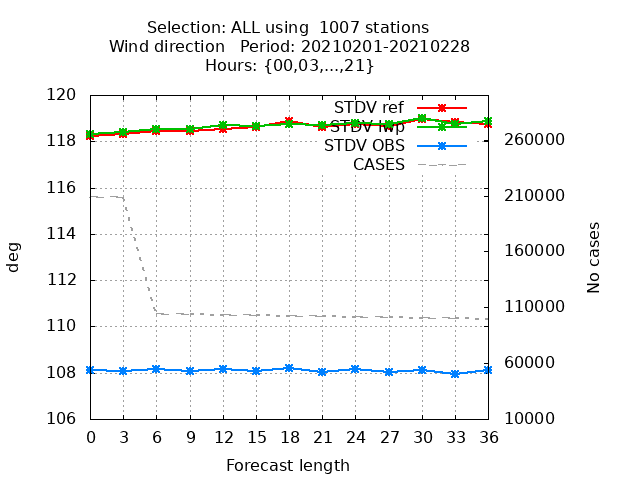 Selection: ALL using  1007 stations
Wind direction   Period: 20210201-20210228
Hours: {00,03,...,21}
STDV ref
STDV
STDV OBS
CASES
120
118
116
114
112
110
108
106
deg
260000
210000
160000
110000
60000
10000
No cases
0 3 6 9 12 15 18 21 24 27 30 33 36
Forecast length